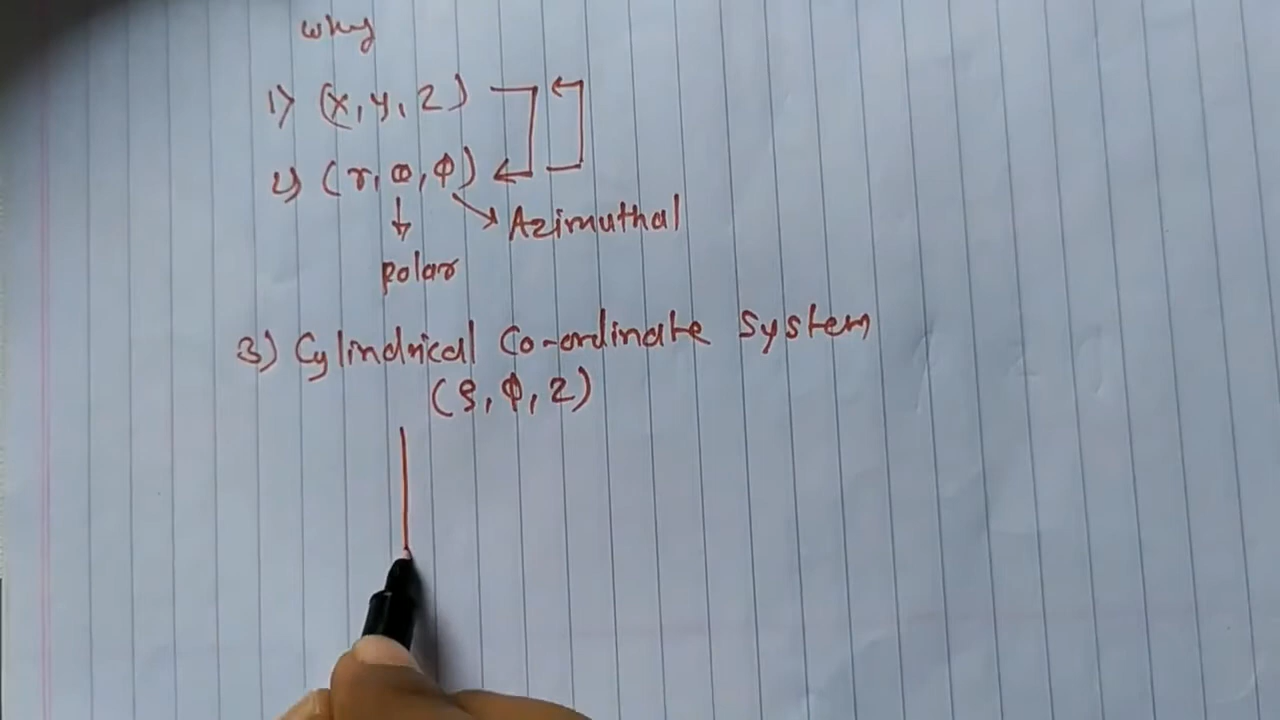 why
1) (x, y, z)
2) (r, θ, φ)
Azimuthal
polar
3) Cylindrical Co-ordinate System
(ρ, φ, z)